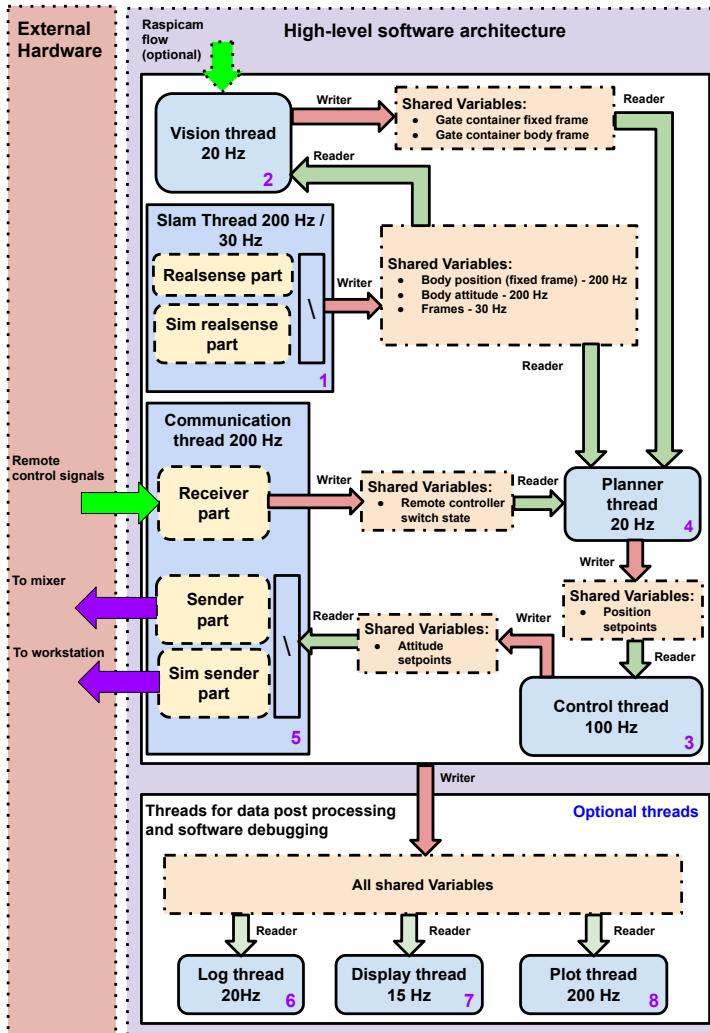 External
Hardware
Raspicam
flow
(optional)
High-level software architecture
Vision thread
20 Hz
2
Writer
Shared Variables:
• Gate container fixed frame
• Gate container body frame
Reader
Reader
Slam Thread 200 Hz /
30 Hz
Realsense part
Sim realsense
part
\
1
Writer
Shared Variables:
• Body position (fixed frame) - 200 Hz
• Body attitude - 200 Hz
• Frames - 30 Hz
Reader
Communication
thread 200 Hz
Remote
control signals
Receiver
part
Writer
Shared Variables:
• Remote controller
switch state
Reader
Planner
thread
20 Hz
4
Writer
To mixer
Sender
part
To workstation
Sim sender
part
\
5
Reader
Shared Variables:
• Attitude
setpoints
Writer
Shared Variables:
• Position
setpoints
Reader
Control thread
100 Hz
3
Writer
Threads for data post processing
and software debugging
Optional threads
All shared Variables
Reader
Reader
Reader
Log thread
20Hz
6
Display thread
15 Hz
7
Plot thread
200 Hz
8